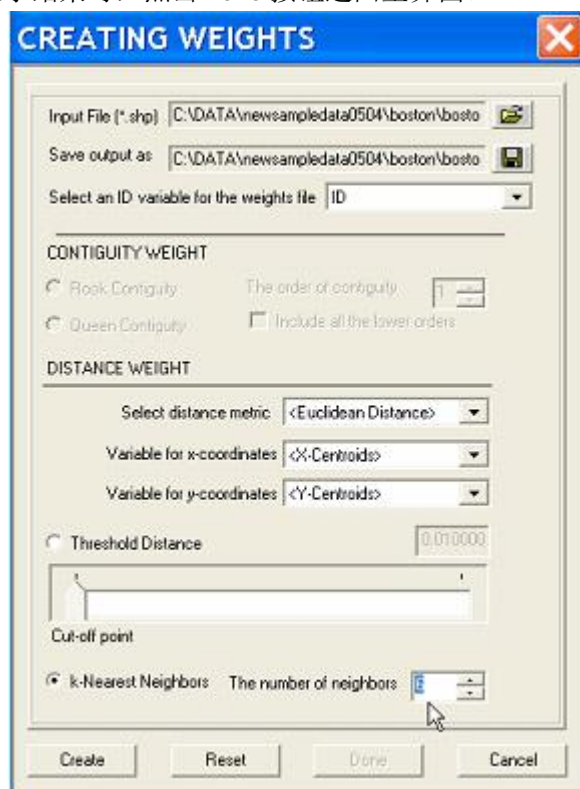 CREATING WEIGHTS
Input File (*.shp) C:\DATA\newsampledata0504\boston\bosto
Save output as C:\DATA\newsampledata0504\boston\bosto
Select an ID variable for the weights file ID
CONTIGUITY WEIGHT
Rook Contiguity The order of contiguity 1
Queen Contiguity Include all the lower orders
DISTANCE WEIGHT
Select distance metric <Euclidean Distance>
Variable for x-coordinates <X-Centroids>
Variable for y-coordinates <Y-Centroids>
Threshold Distance 0.010000
Cut-off point
k-Nearest Neighbors The number of neighbors 6
Create Reset Done Cancel